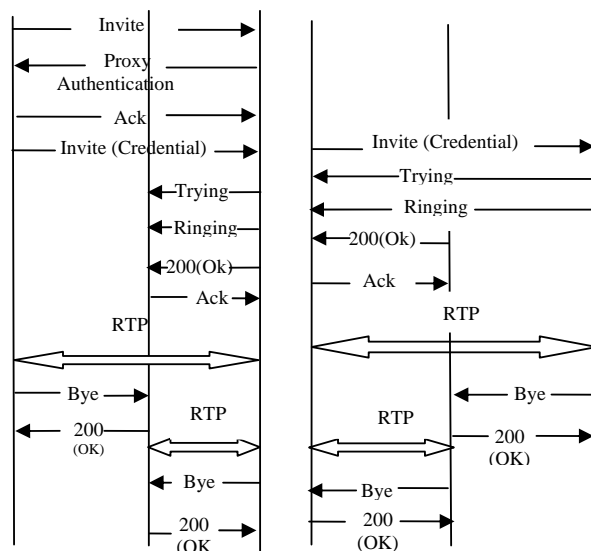 Invite
Proxy
Authentication
Ack
Invite (Credential)
Trying
Ringing
200(Ok)
Ack
RTP
Bye
200
(OK)
RTP
Bye
200
(OK
Invite (Credential)
Trying
Ringing
200(Ok)
Ack
RTP
Bye
RTP
200
(OK)
Bye
200
(OK)